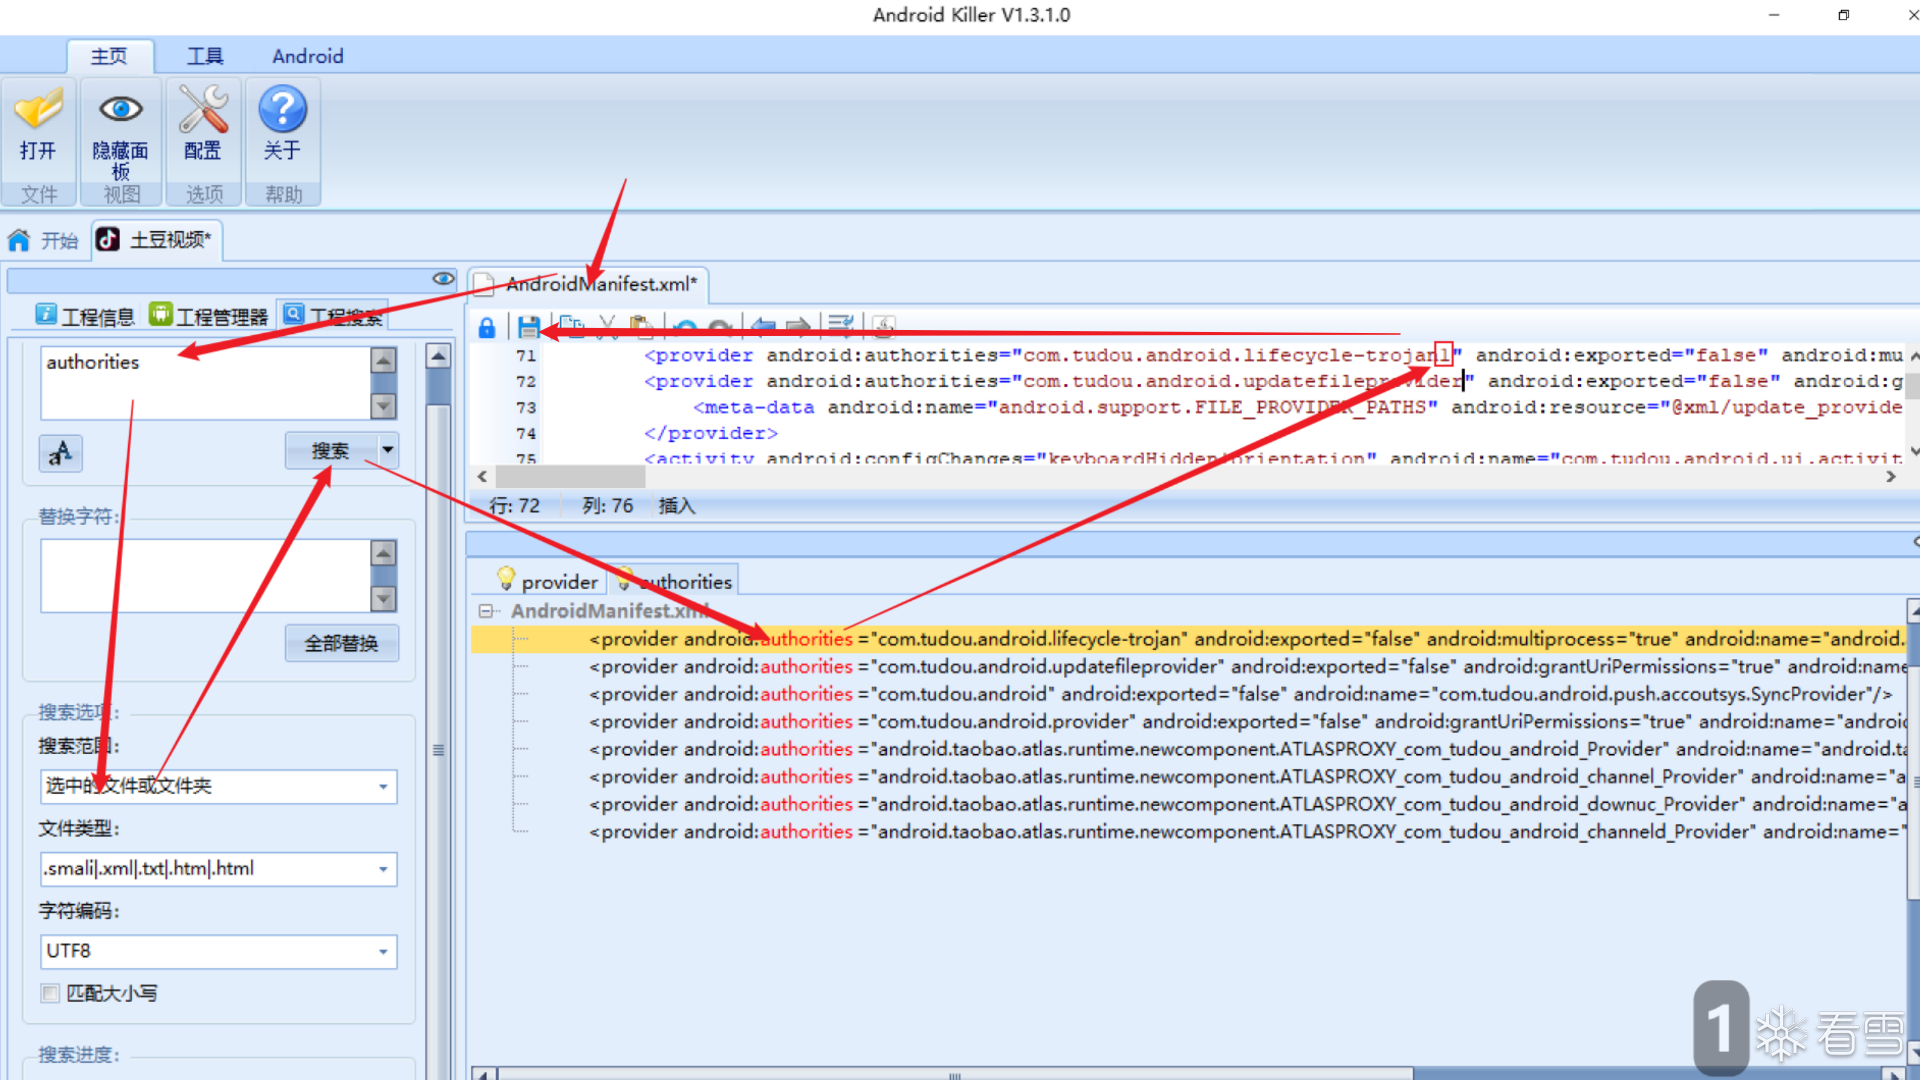 Android Killer V1.3.1.0
主页 工具 Android
打开 隐藏面板 配置 关于
文件 视图 选项 帮助
开始 土豆视频*
工程信息 工程管理器 工程搜索
authorities
搜索
替换字符:
全部替换
搜索选项:
搜索范围:
选中的文件或文件夹
文件类型:
.smali|.xml|.txt|.htm|.html
字符编码:
UTF8
匹配大小写
搜索进度:
AndroidManifest.xml*
71 <provider android:authorities="com.tudou.android.lifecycle-trojanl" android:exported="false" android:mu
72 <provider android:authorities="com.tudou.android.updatefileprovider" android:exported="false" android:g
73 <meta-data android:name="android.support.FILE_PROVIDER_PATHS" android:resource="@xml/update_provide
74 </provider>
75 <activity android:configChanges="keyboardHidden|orientation" android:name="com.tudou.android.ui.activit
行: 72 列: 76 插入
provider authorities
AndroidManifest.xml
<provider android:authorities ="com.tudou.android.lifecycle-trojan" android:exported="false" android:multiprocess="true" android:name="android.
<provider android:authorities ="com.tudou.android.updatefileprovider" android:exported="false" android:grantUriPermissions="true" android:name
<provider android:authorities ="com.tudou.android" android:exported="false" android:name="com.tudou.android.push.accoutsys.SyncProvider"/>
<provider android:authorities ="com.tudou.android.provider" android:exported="false" android:grantUriPermissions="true" android:name="androi
<provider android:authorities ="android.taobao.atlas.runtime.newcomponent.ATLASPROXY_com_tudou_android_Provider" android:name="android.ta
<provider android:authorities ="android.taobao.atlas.runtime.newcomponent.ATLASPROXY_com_tudou_android_channel_Provider" android:name="a
<provider android:authorities ="android.taobao.atlas.runtime.newcomponent.ATLASPROXY_com_tudou_android_downuc_Provider" android:name="a
<provider android:authorities ="android.taobao.atlas.runtime.newcomponent.ATLASPROXY_com_tudou_android_channeld_Provider" android:name="
1 看雪